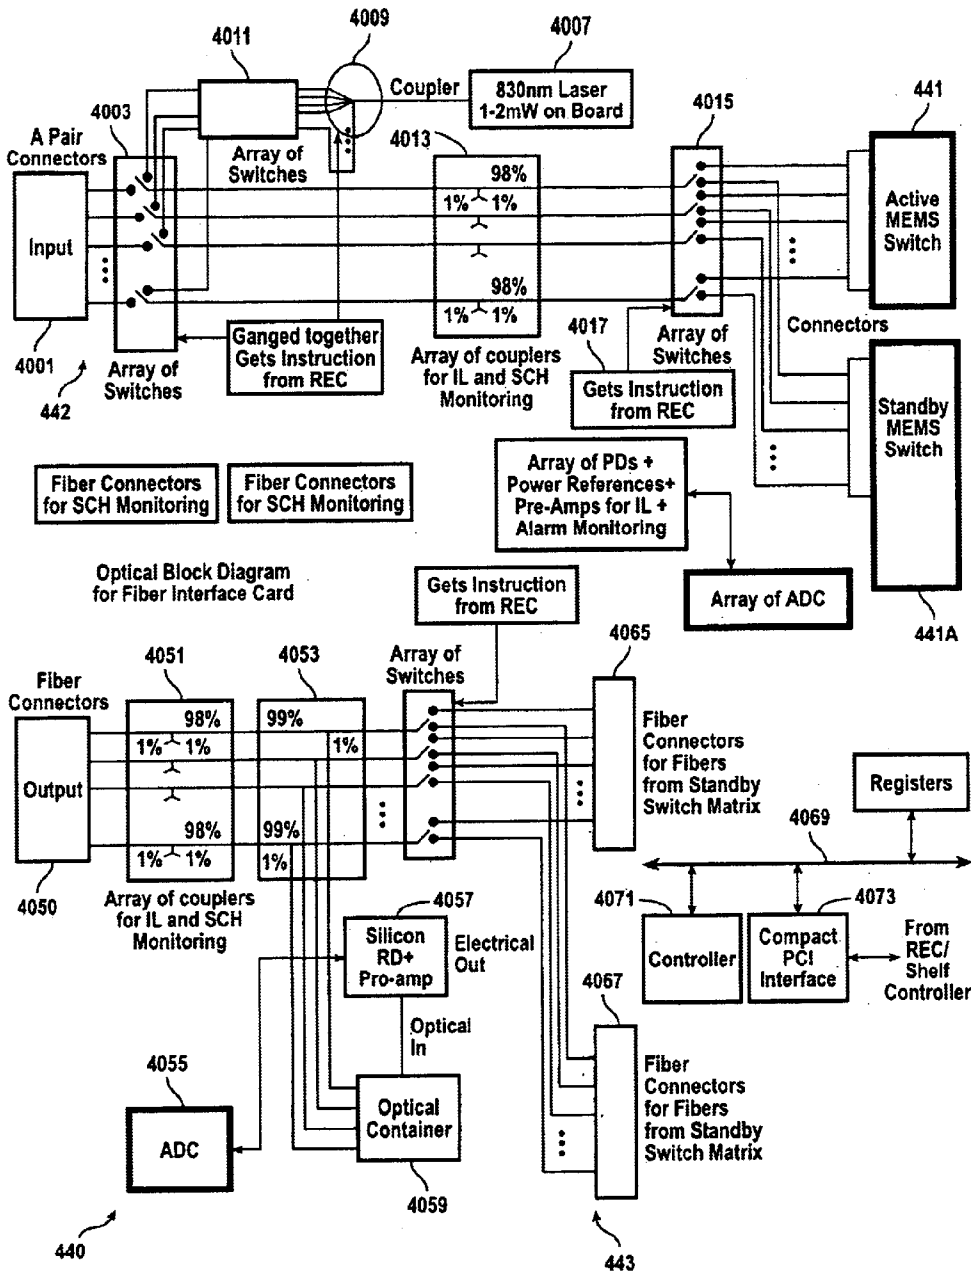 4009
4011
4007
Coupler
830nm Laser
1-2mW on Board
4015
441
4003
4013
A Pair
Connectors
Array of
Switches
98%
1% 1%
Input
Active
MEMS
Switch
98%
1% 1%
4017
Connectors
4001
442
Array of
Switches
Ganged together
Gets Instruction
from REC
Array of couplers
for IL and SCH
Monitoring
Array of
Switches
Gets Instruction
from REC
Standby
MEMS
Switch
Fiber Connectors
for SCH Monitoring
Fiber Connectors
for SCH Monitoring
Array of PDs +
Power References+
Pre-Amps for IL +
Alarm Monitoring
Optical Block Diagram
for Fiber Interface Card
Gets Instruction
from REC
Array of ADC
441A
4051
4053
Array of
Switches
4065
Fiber
Connectors
98%
99%
1% 1%
1%
Output
Fiber
Connectors
for Fibers
from Standby
Switch Matrix
Registers
98%
99%
1% 1%
1%
4069
4050
Array of couplers
for IL and SCH
Monitoring
4057
Silicon
RD+
Pro-amp
Electrical
Out
4071
4073
Controller
Compact
PCI
Interface
From
REC/
Shelf
Controller
4067
Optical
In
4055
ADC
Optical
Container
Fiber
Connectors
for Fibers
from Standby
Switch Matrix
4059
440
443